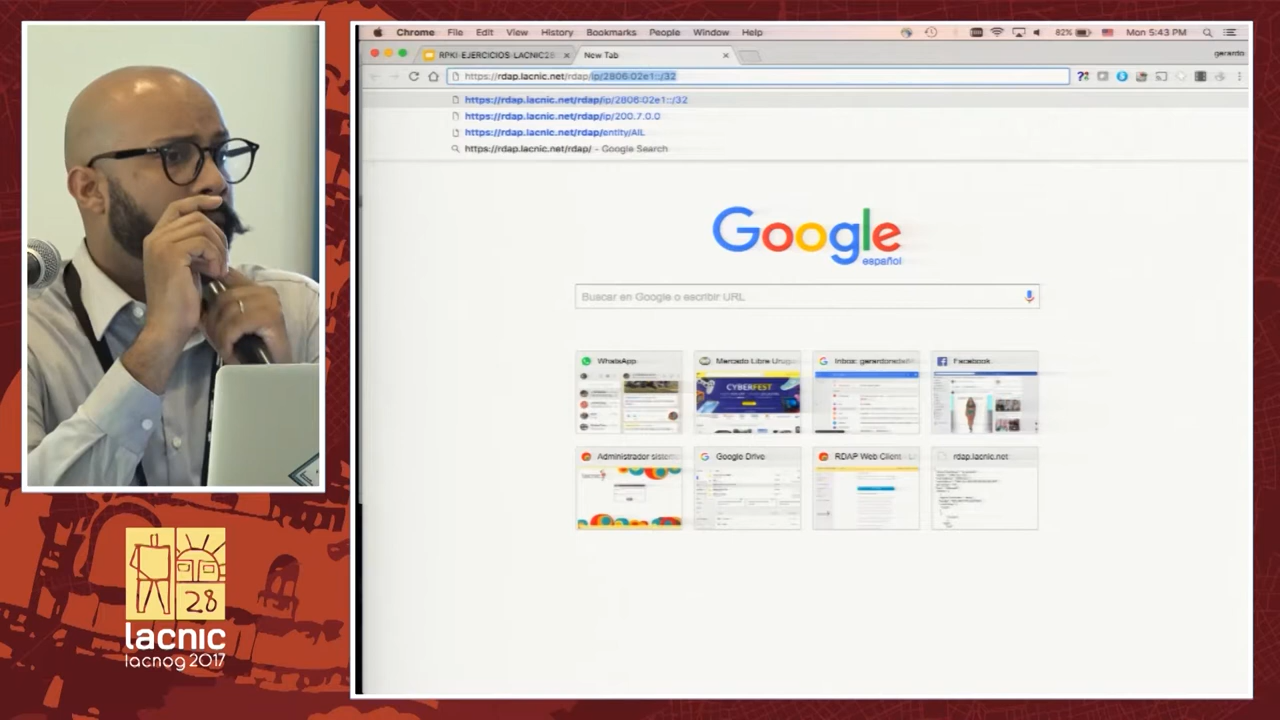 Chrome File Edit View History Bookmarks People Window Help 82% Mon 5:43 PM
RPKI-EJERCICIOS-LACNIC28 New Tab gerardo
https://rdap.lacnic.net/rdap/ip/2806:02e1::/32
https://rdap.lacnic.net/rdap/ip/2806:02e1::/32
https://rdap.lacnic.net/rdap/ip/200.7.0.0
https://rdap.lacnic.net/rdap/entity/AIL
https://rdap.lacnic.net/rdap/ - Google Search
Google
español
Buscar en Google o escribir URL
WhatsApp Mercado Libre Urugu Facebook
CYBERFEST
Administrador sistem Google Drive RDAP Web Client - L rdap.lacnic.net
28
lacnic
lacnog 2017